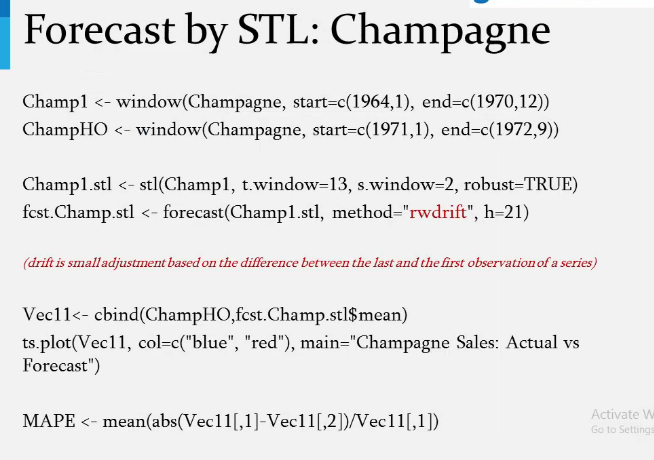 Forecast by STL: Champagne
Champ1 <- window(Champagne, start=c(1964,1), end=c(1970,12))
ChampHO <- window(Champagne, start=c(1971,1), end=c(1972,9))
Champ1.stl <- stl(Champ1, t.window=13, s.window=2, robust=TRUE)
fcst.Champ.stl <- forecast(Champ1.stl, method="rwdrift", h=21)
(drift is small adjustment based on the difference between the last and the first observation of a series)
Vec11<- cbind(ChampHO,fcst.Champ.stl$mean)
ts.plot(Vec11, col=c("blue", "red"), main="Champagne Sales: Actual vs
Forecast")
MAPE <- mean(abs(Vec11[,1]-Vec11[,2])/Vec11[,1])
Activate W
Go to Settings